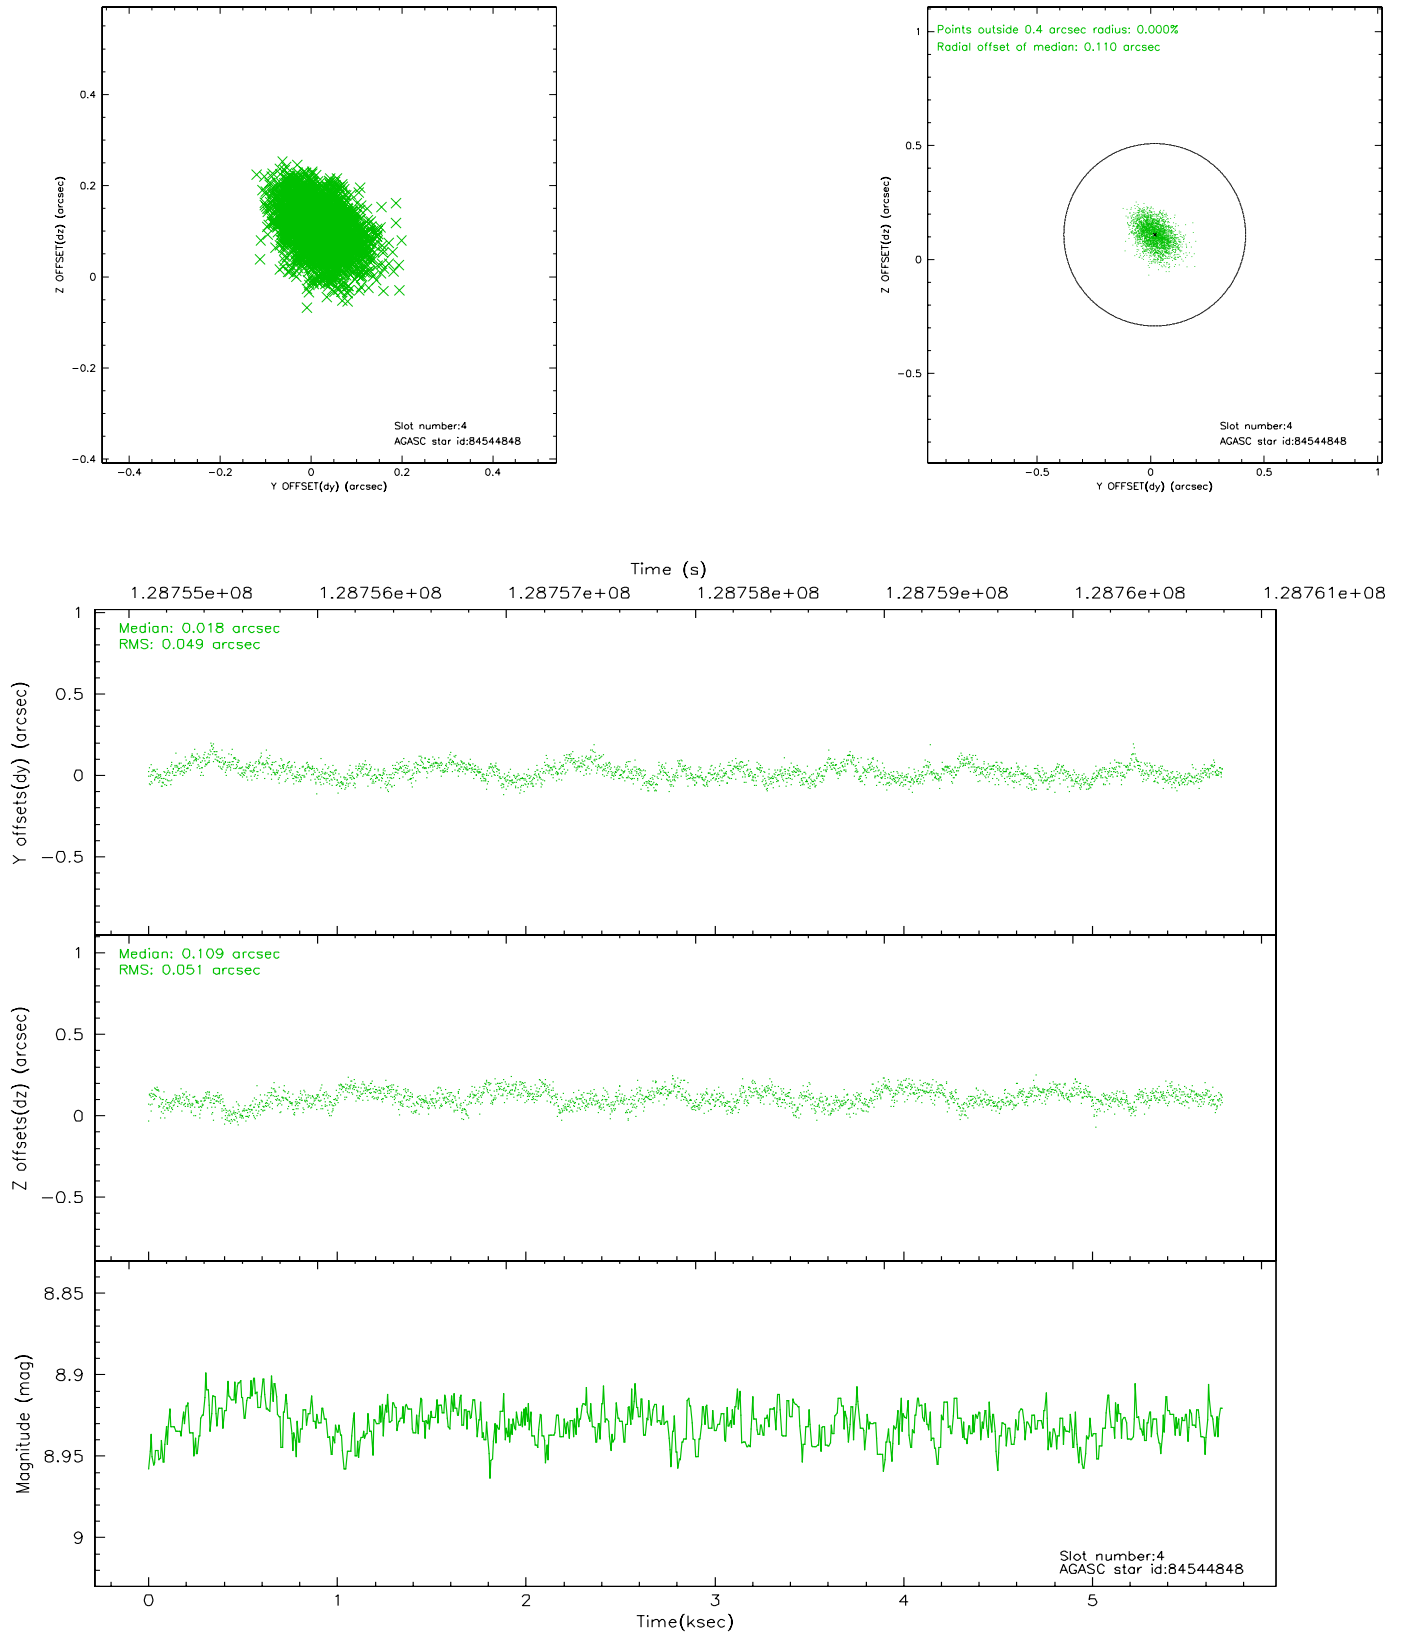 0.4
0.2
0
−0.2
−0.4
Z OFFSET(dz) (arcsec)
−0.4
−0.2
0
0.2
0.4
Y OFFSET(dy) (arcsec)
Slot number:4
AGASC star id:84544848
Points outside 0.4 arcsec radius: 0.000%
Radial offset of median: 0.110 arcsec
1
0.5
0
−0.5
Z OFFSET(dz) (arcsec)
−0.5
0
0.5
1
Y OFFSET(dy) (arcsec)
Slot number:4
AGASC star id:84544848
Time (s)
1.28755e+08
1.28756e+08
1.28757e+08
1.28758e+08
1.28759e+08
1.2876e+08
1.28761e+08
Median: 0.018 arcsec
RMS: 0.049 arcsec
1
0.5
0
−0.5
Y offsets(dy) (arcsec)
Median: 0.109 arcsec
RMS: 0.051 arcsec
1
0.5
0
−0.5
Z offsets(dz) (arcsec)
8.85
8.9
8.95
9
Magnitude (mag)
Slot number:4
AGASC star id:84544848
0
1
2
3
4
5
Time(ksec)